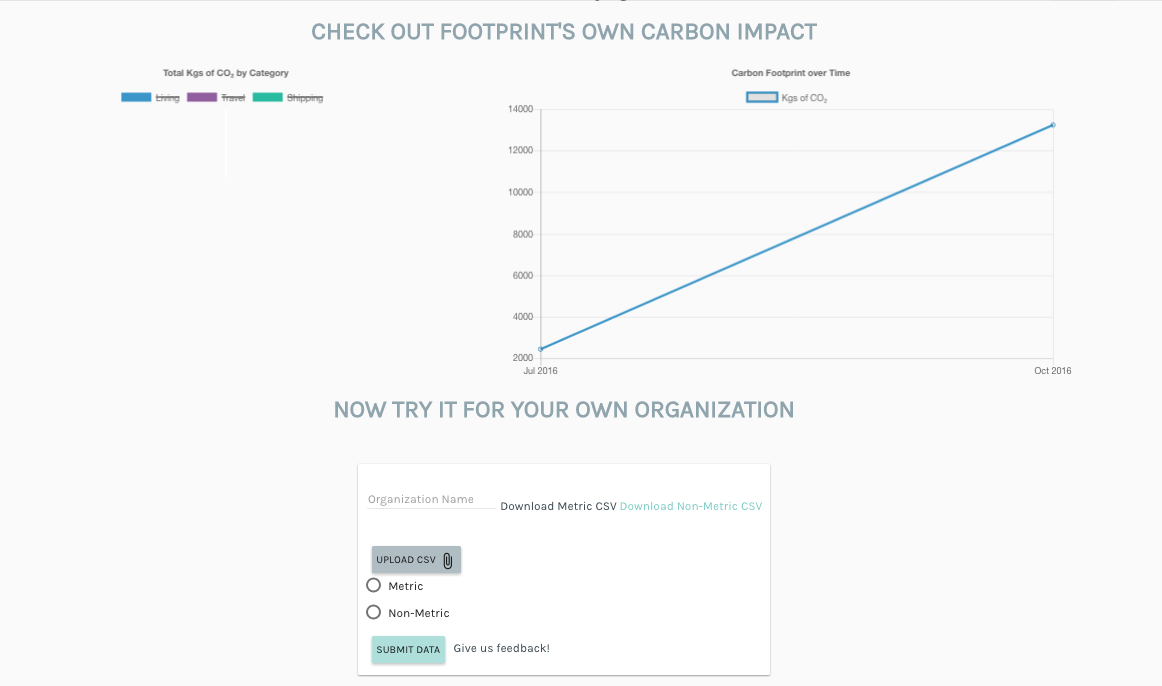 CHECK OUT FOOTPRINT'S OWN CARBON IMPACT
Total Kgs of CO₂ by Category
Living Travel Shipping
Carbon Footprint over Time
Kgs of CO₂
14000
12000
10000
8000
6000
4000
2000
Jul 2016 Oct 2016
NOW TRY IT FOR YOUR OWN ORGANIZATION
Organization Name Download Metric CSV Download Non-Metric CSV
UPLOAD CSV
Metric
Non-Metric
SUBMIT DATA Give us feedback!